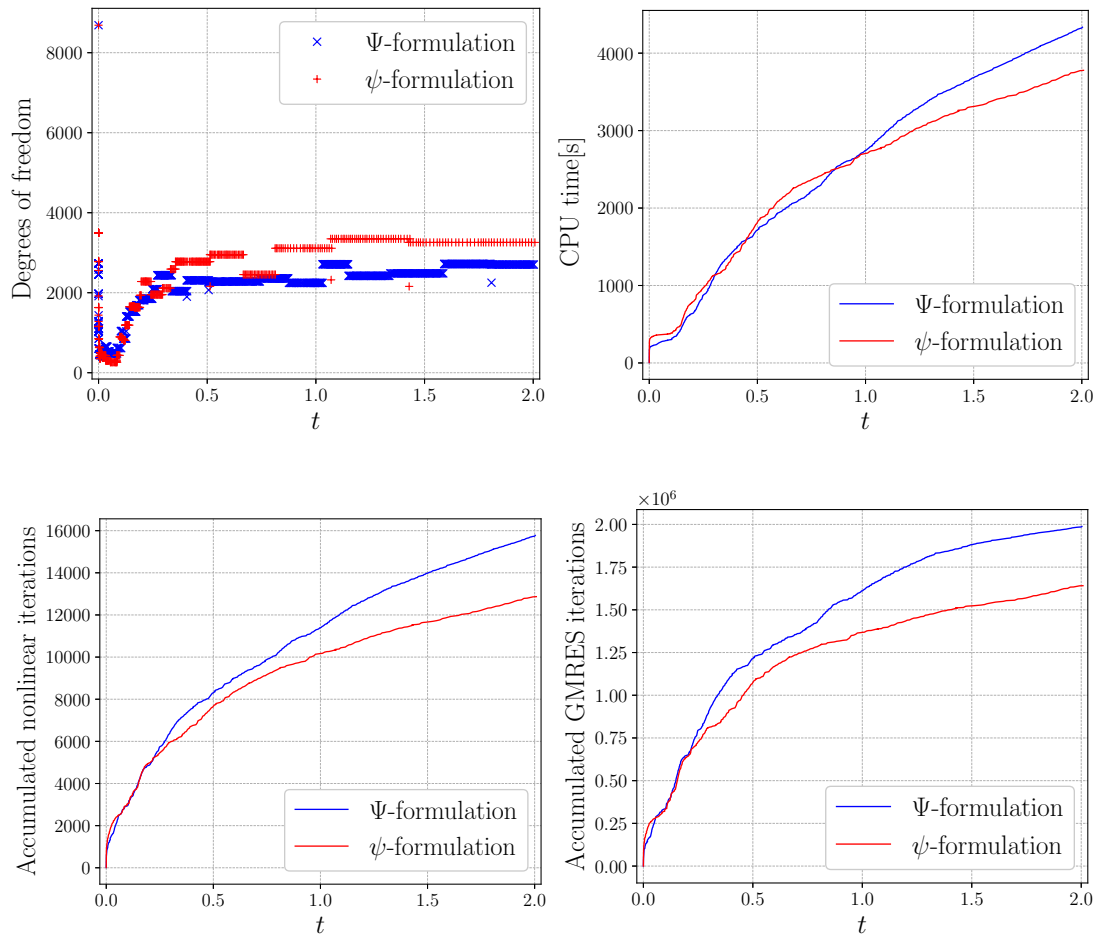 Degrees of freedom
8000
6000
4000
2000
0
0.0 0.5 1.0 1.5 2.0
t
Ψ-formulation
ψ-formulation
CPU time[s]
4000
3000
2000
1000
0
0.0 0.5 1.0 1.5 2.0
t
Ψ-formulation
ψ-formulation
Accumulated nonlinear iterations
16000
14000
12000
10000
8000
6000
4000
2000
0
0.0 0.5 1.0 1.5 2.0
t
Ψ-formulation
ψ-formulation
Accumulated GMRES iterations
×10⁶
2.00
1.75
1.50
1.25
1.00
0.75
0.50
0.25
0.00
0.0 0.5 1.0 1.5 2.0
t
Ψ-formulation
ψ-formulation